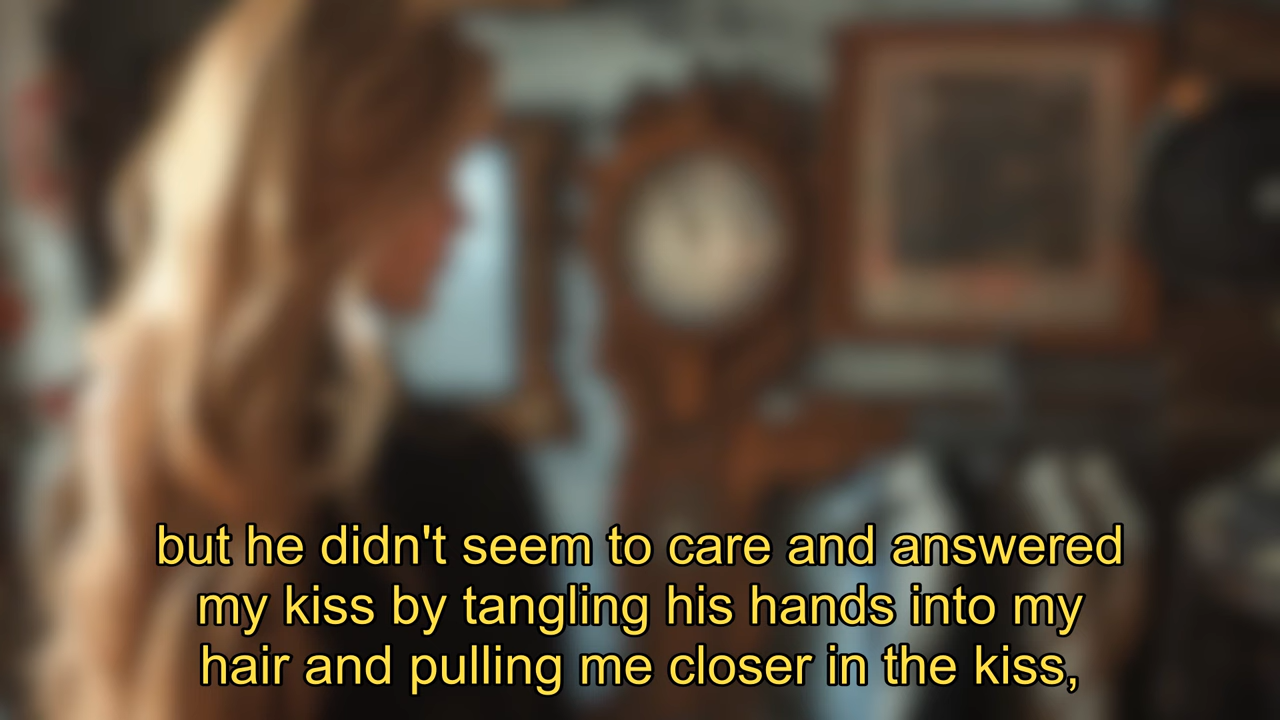 but he didn't seem to care and answered
my kiss by tangling his hands into my
hair and pulling me closer in the kiss,